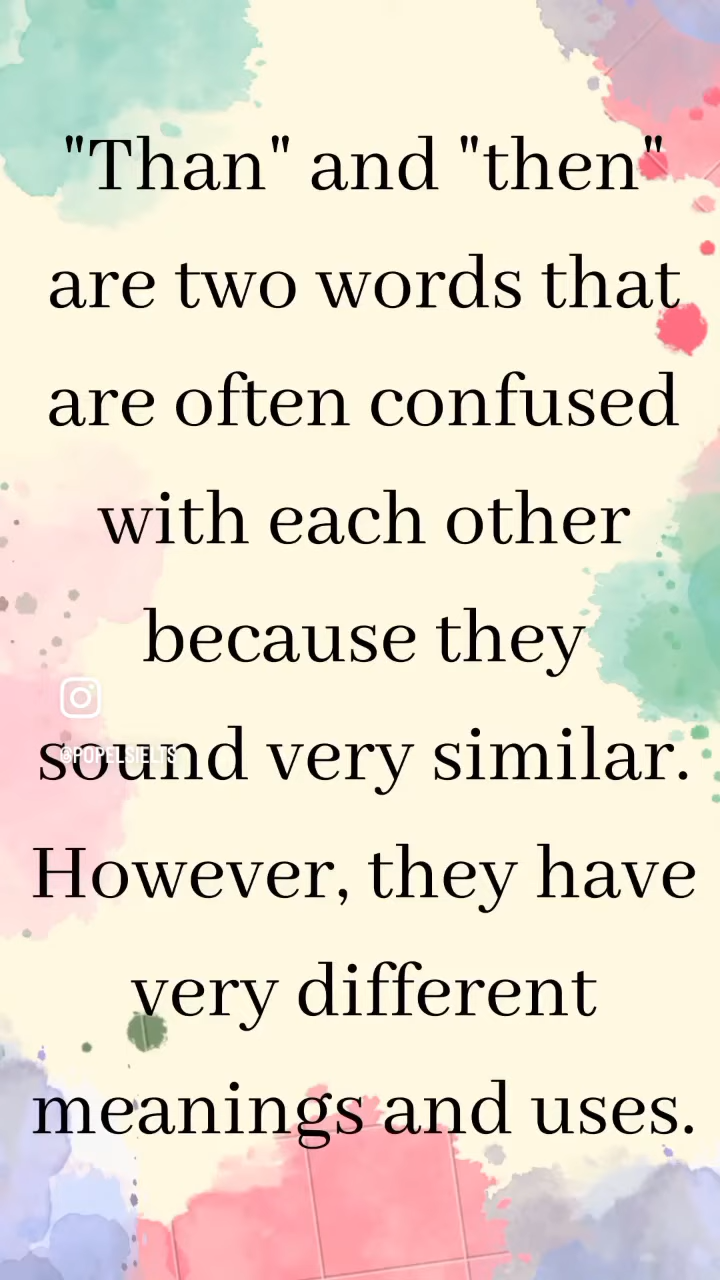 "Than" and "then"
are two words that
are often confused
with each other
because they
@POPELSIELTS
sound very similar.
However, they have
very different
meanings and uses.